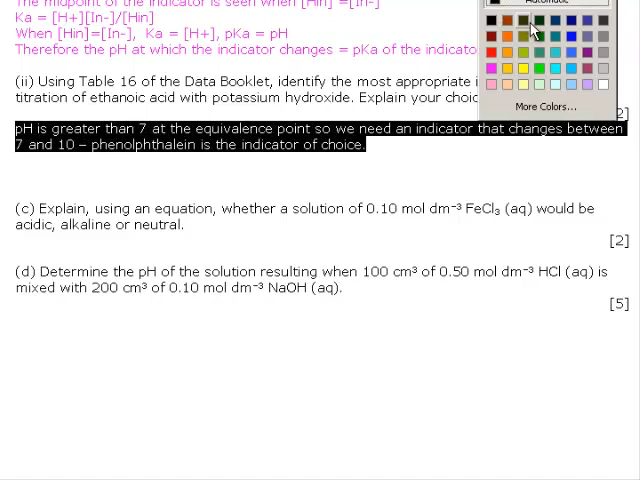 The midpoint of the indicator is seen when [HIn] =[In-]
Automatic
Ka = [H+][In-]/[Hin]
When [Hin]=[In-], Ka = [H+], pKa = pH
Therefore the pH at which the indicator changes = pKa of the indicato
(ii) Using Table 16 of the Data Booklet, identify the most appropriate i
titration of ethanoic acid with potassium hydroxide. Explain your choic
More Colors...
2]
pH is greater than 7 at the equivalence point so we need an indicator that changes between
7 and 10 – phenolphthalein is the indicator of choice.
(c) Explain, using an equation, whether a solution of 0.10 mol dm⁻³ FeCl₃ (aq) would be
acidic, alkaline or neutral.
[2]
(d) Determine the pH of the solution resulting when 100 cm³ of 0.50 mol dm⁻³ HCl (aq) is
mixed with 200 cm³ of 0.10 mol dm⁻³ NaOH (aq).
[5]